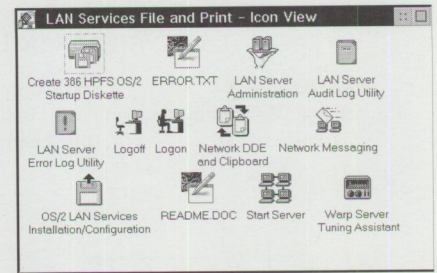 LAN Services File and Print - Icon View
Create 386 HPFS OS/2
Startup Diskette
ERROR.TXT
LAN Server
Administration
LAN Server
Audit Log Utility
LAN Server
Error Log Utility
Logoff
Logon
Network DDE
and Clipboard
Network Messaging
OS/2 LAN Services
Installation/Configuration
README.DOC
Start Server
Warp Server
Tuning Assistant